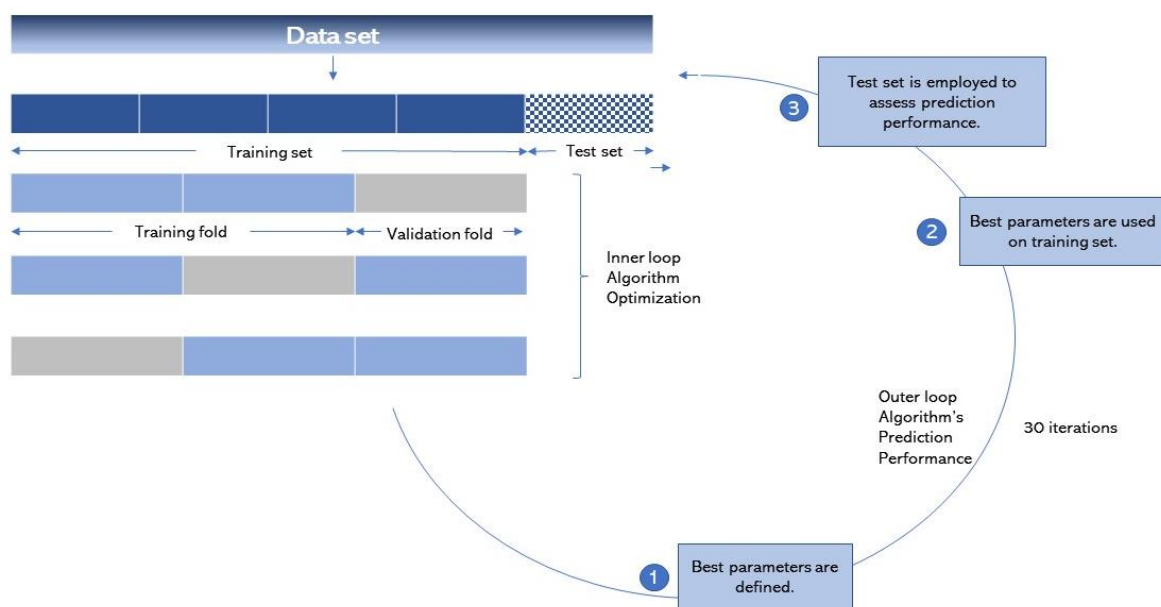 Data set
Training set
Test set
Training fold
Validation fold
Inner loop
Algorithm
Optimization
3
Test set is employed to
assess prediction
performance.
2
Best parameters are used
on training set.
Outer loop
Algorithm's
Prediction
Performance
30 iterations
1
Best parameters are
defined.